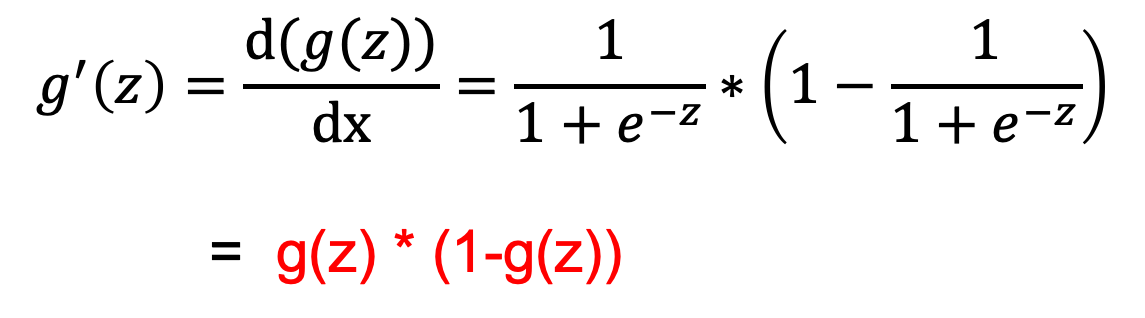 g′(z) = d(g(z))/dx = 1/(1 + e^−z) * (1 − 1/(1 + e^−z))
= g(z) * (1-g(z))